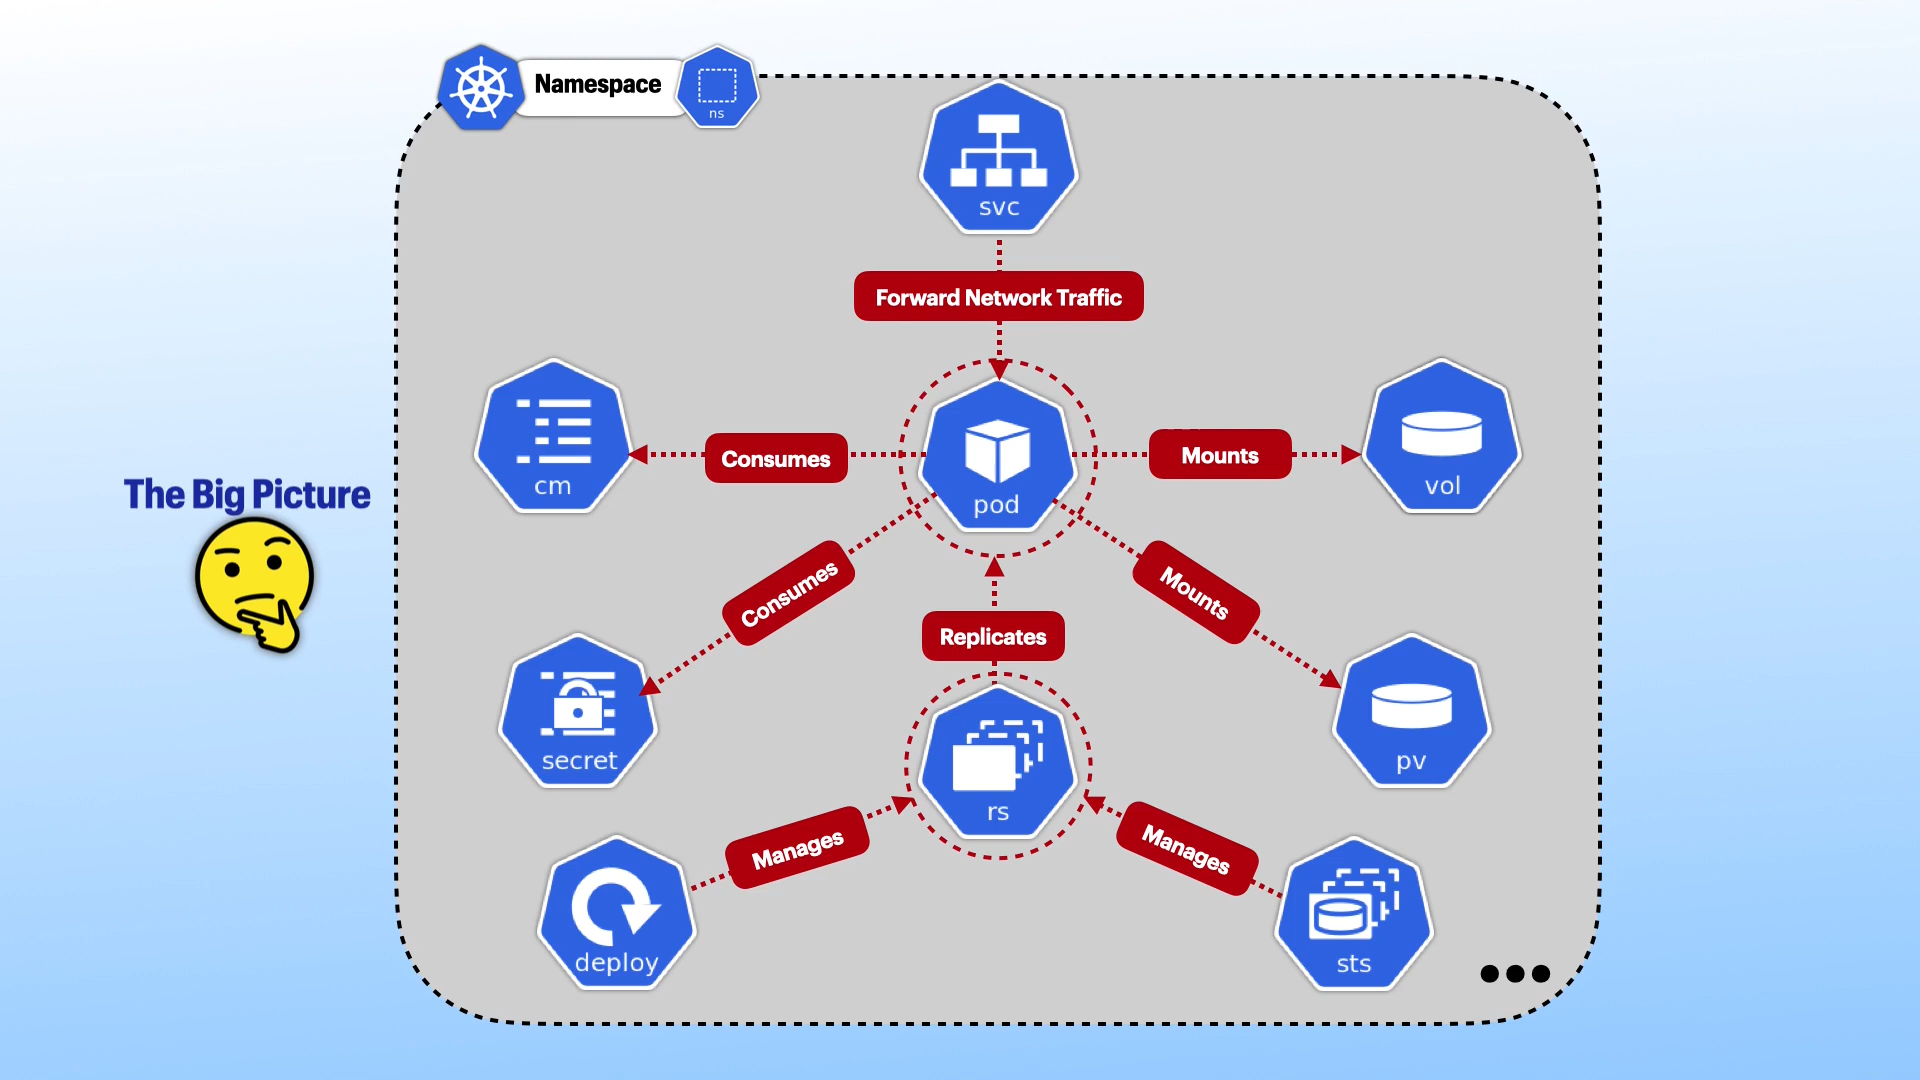 Namespace
ns
svc
Forward Network Traffic
cm
Consumes
pod
Mounts
vol
The Big Picture
Consumes
Mounts
Replicates
secret
rs
pv
Manages
Manages
deploy
sts